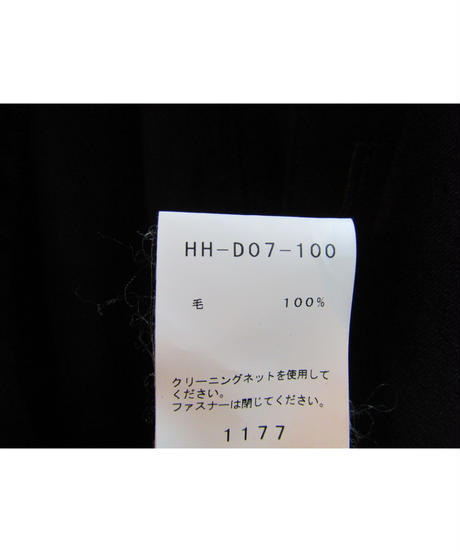 HH-D07-100
毛 100%
クリーニングネットを使用して
ください。
ファスナーは閉じてください。
1177